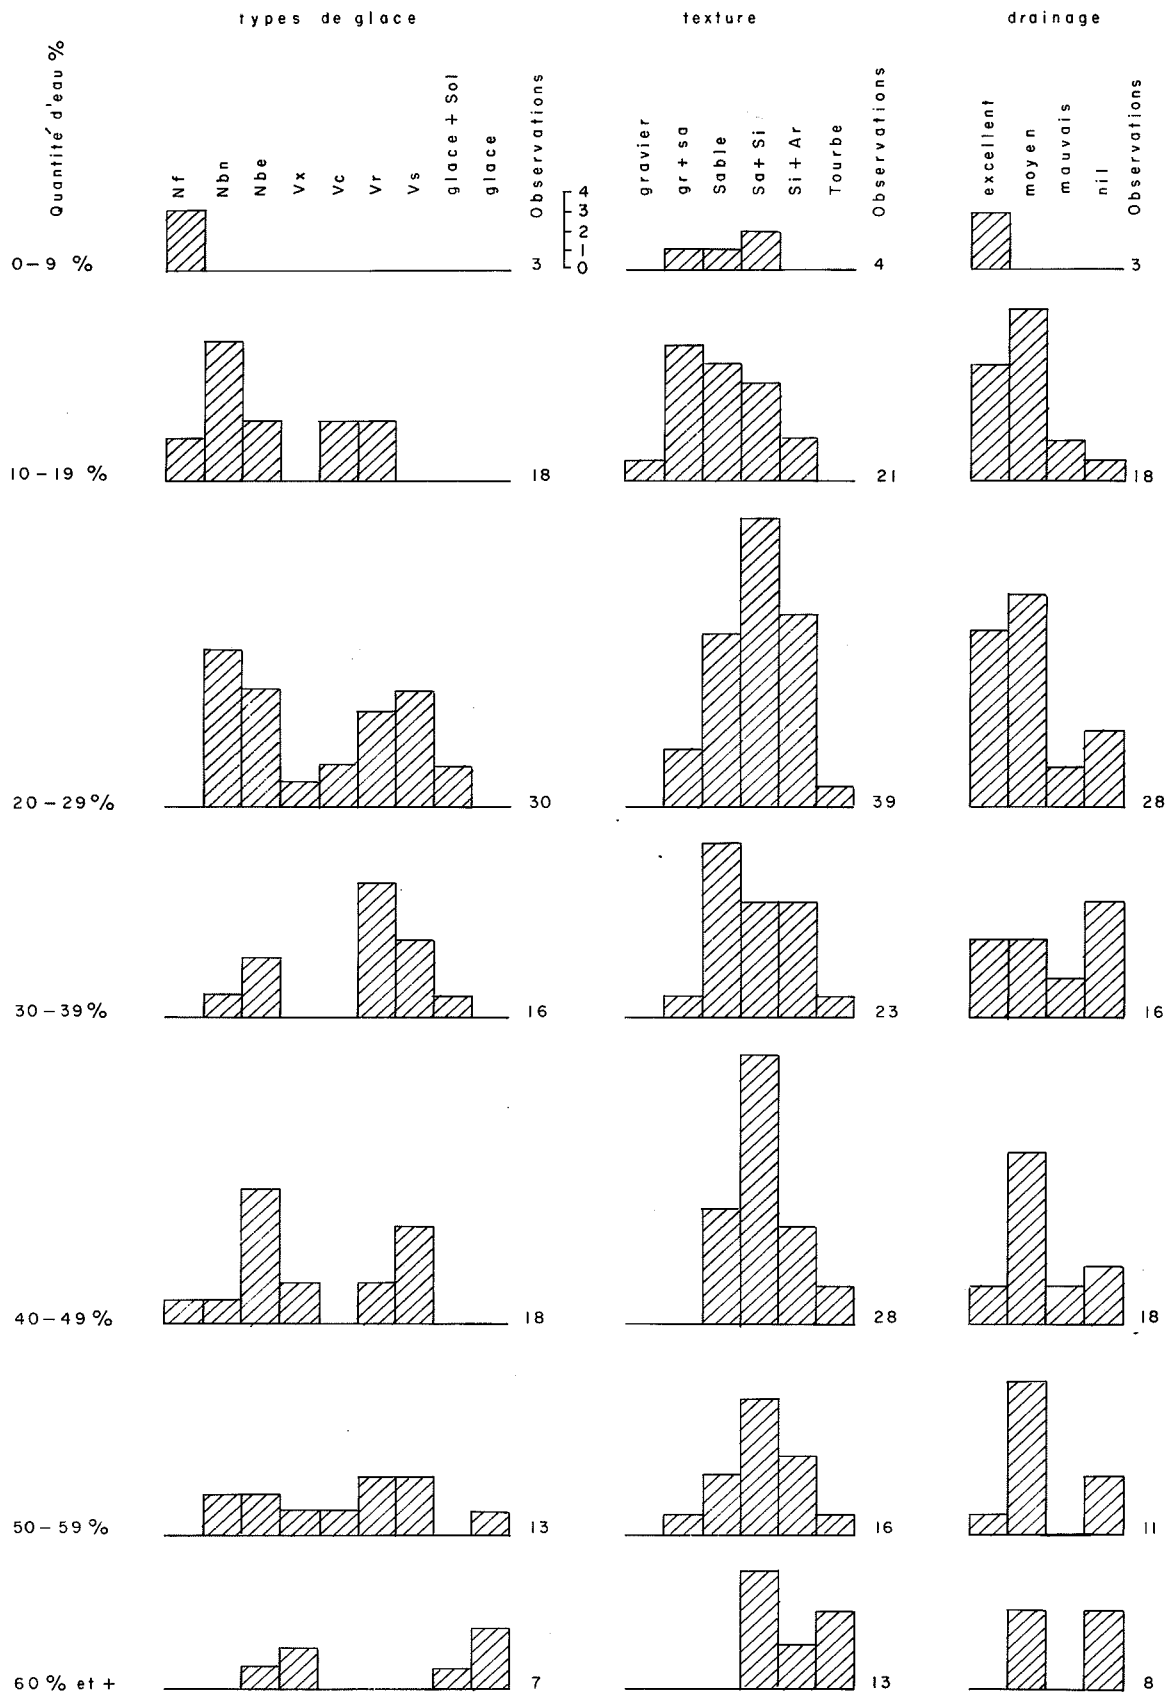 types de glace texture drainage
Quantité d'eau %
Nf Nbn Nbe Vx Vc Vr Vs glace + Sol glace Observations
gravier gr + sa Sable Sa + Si Si + Ar Tourbe Observations
excellent moyen mauvais nil Observations
4
3
2
1
0
0-9 % 3 4 3
10-19 % 18 21 18
20-29 % 30 39 28
30-39 % 16 23 16
40-49 % 18 28 18
50-59 % 13 16 11
60 % et + 7 13 8